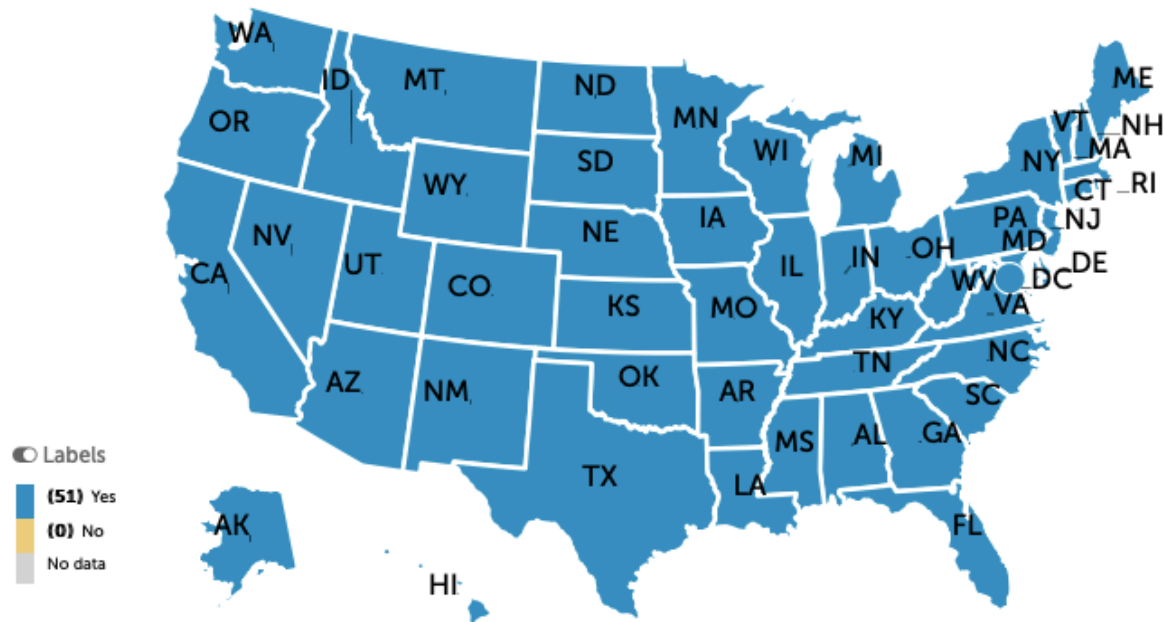 WA
ID
MT
ND
MN
ME
OR
VT
NH
MA
WI
MI
NY
SD
WY
CT
RI
IA
PA
NJ
NE
NV
MD
OH
IN
DE
UT
IL
CA
CO
WV
DC
VA
KS
MO
KY
NC
TN
OK
AZ
NM
AR
SC
MS
AL
GA
TX
LA
FL
AK
HI
Labels
(51) Yes
(0) No
No data